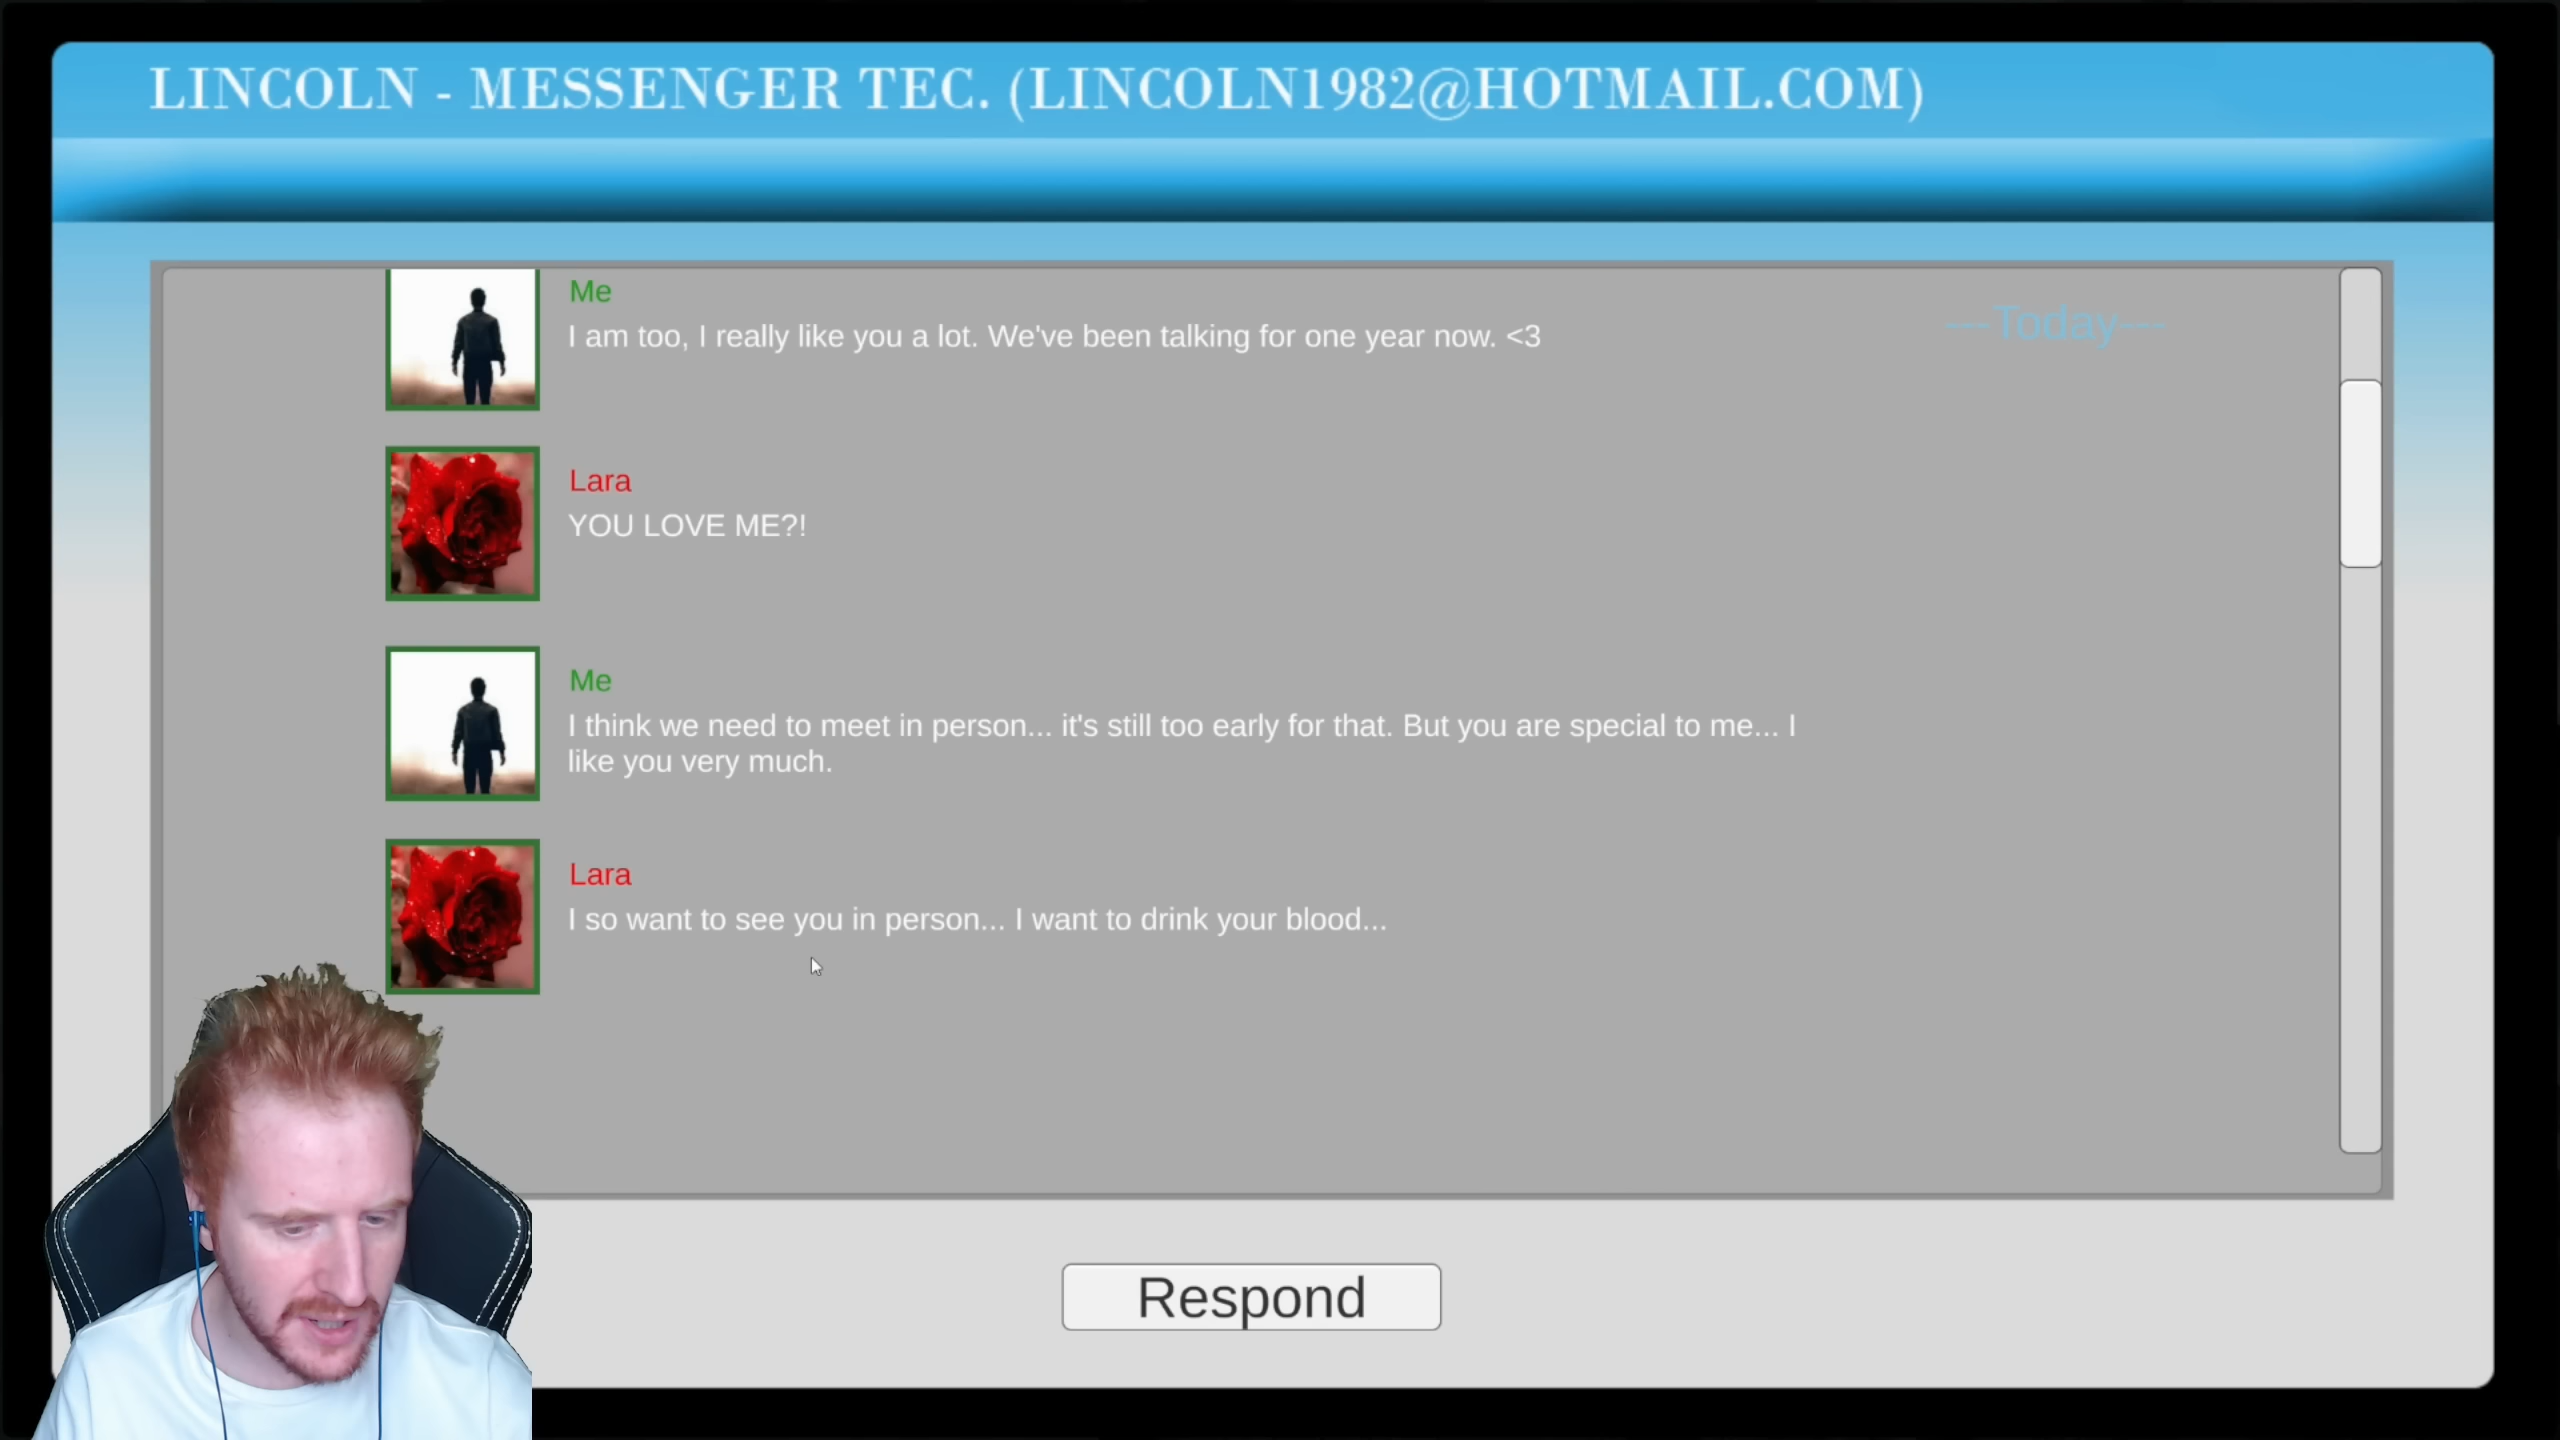 LINCOLN - MESSENGER TEC. (LINCOLN1982@HOTMAIL.COM)
---Today---
Me
I am too, I really like you a lot. We've been talking for one year now. <3
Lara
YOU LOVE ME?!
Me
I think we need to meet in person... it's still too early for that. But you are special to me... I
like you very much.
Lara
I so want to see you in person... I want to drink your blood...
Respond